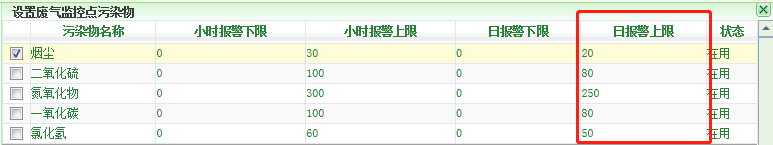 设置废气监控点污染物
污染物名称 小时报警下限 小时报警上限 日报警下限 日报警上限 状态
烟尘 0 30 0 20 在用
二氧化硫 0 100 0 80 在用
氮氧化物 0 300 0 250 在用
一氧化碳 0 100 0 80 在用
氯化氢 0 60 0 50 在用